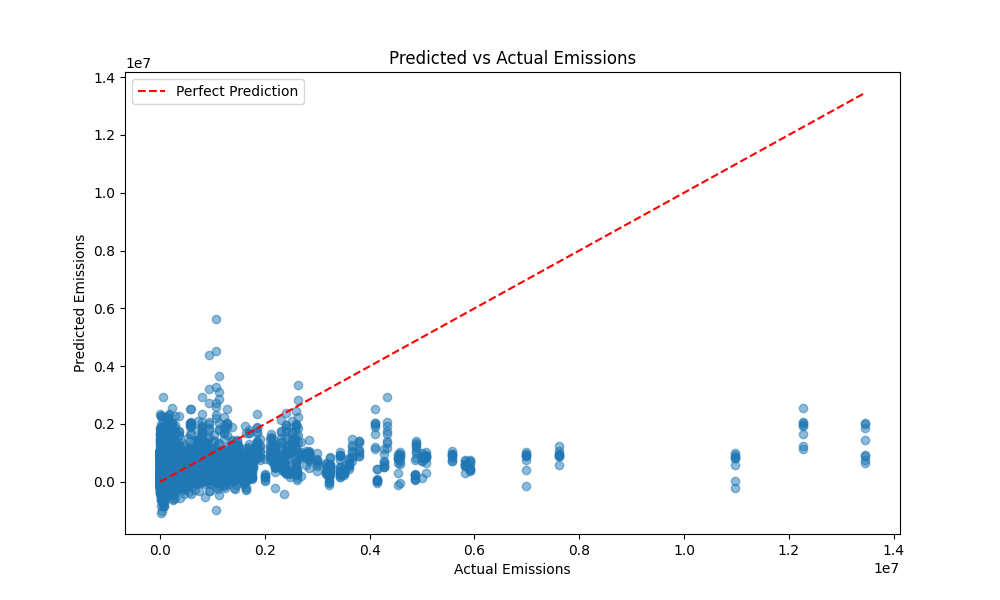 Predicted vs Actual Emissions
1e7
1.4
1.2
1.0
0.8
0.6
0.4
0.2
0.0
Predicted Emissions
Perfect Prediction
0.0 0.2 0.4 0.6 0.8 1.0 1.2 1.4
1e7
Actual Emissions